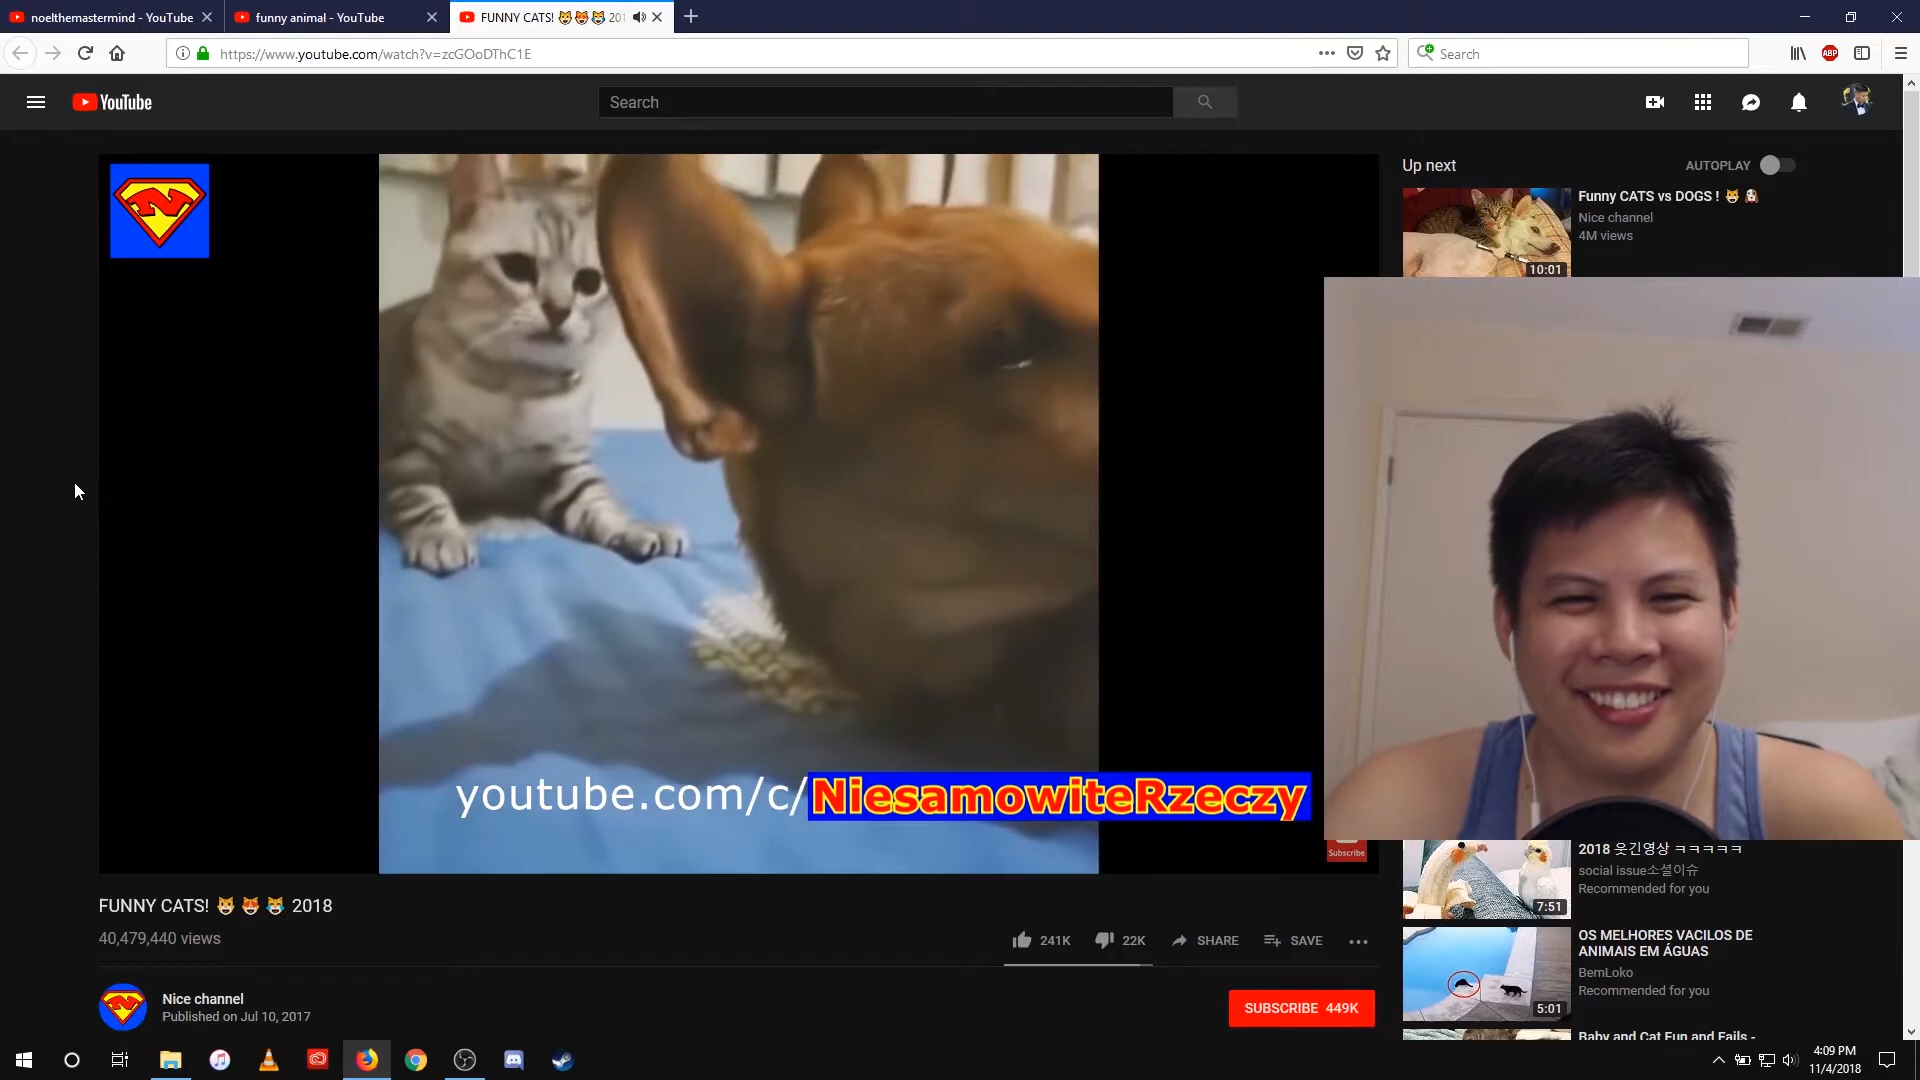 noelthemastermind - YouTube
funny animal - YouTube
FUNNY CATS! 😸 😻 😹 201
https://www.youtube.com/watch?v=zcGOoDThC1E
Search
ABP
YouTube
Search
N
youtube.com/c/NiesamowiteRzeczy
Subscribe
FUNNY CATS! 😸 😻 😹 2018
40,479,440 views
241K
22K
SHARE
SAVE
Nice channel
Published on Jul 10, 2017
SUBSCRIBE 449K
Up next
AUTOPLAY
Funny CATS vs DOGS ! 😸 🐶
Nice channel
4M views
10:01
2018 웃긴영상 ㅋㅋㅋㅋㅋ
social issue소셜이슈
Recommended for you
7:51
OS MELHORES VACILOS DE
ANIMAIS EM ÁGUAS
BemLoko
Recommended for you
5:01
Baby and Cat Fun and Fails -
4:09 PM
11/4/2018